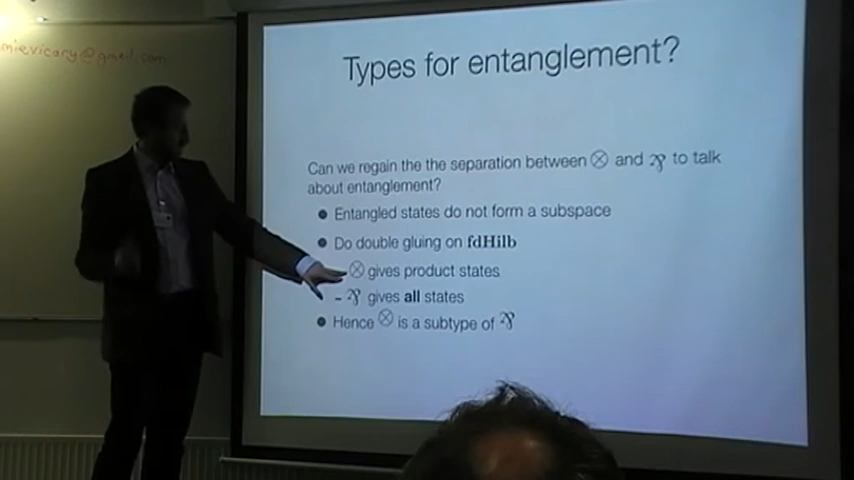 mievicary@gmail.com
Types for entanglement?
Can we regain the the separation between ⊗ and ⅋ to talk
about entanglement?
● Entangled states do not form a subspace
● Do double gluing on fdHilb
⊗ gives product states
- ⅋ gives all states
● Hence ⊗ is a subtype of ⅋